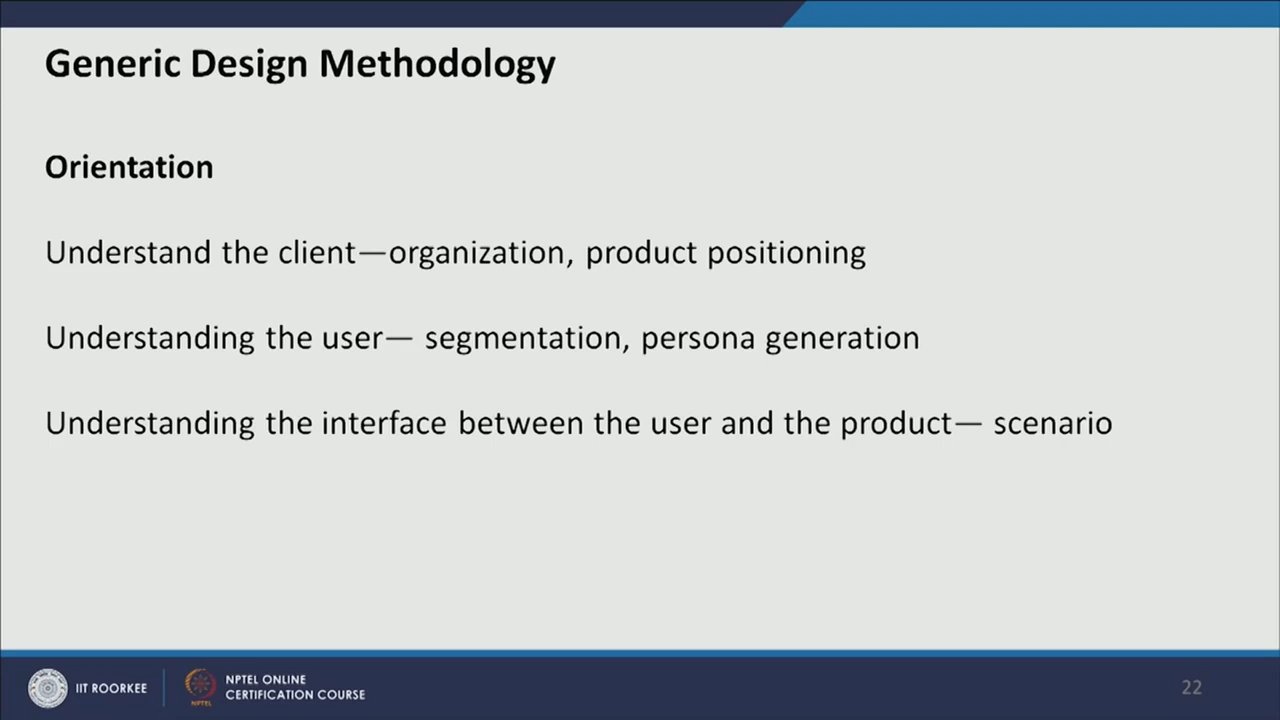 Generic Design Methodology
Orientation
Understand the client—organization, product positioning
Understanding the user— segmentation, persona generation
Understanding the interface between the user and the product— scenario
IIT ROORKEE
NPTEL
NPTEL ONLINE
CERTIFICATION COURSE
22